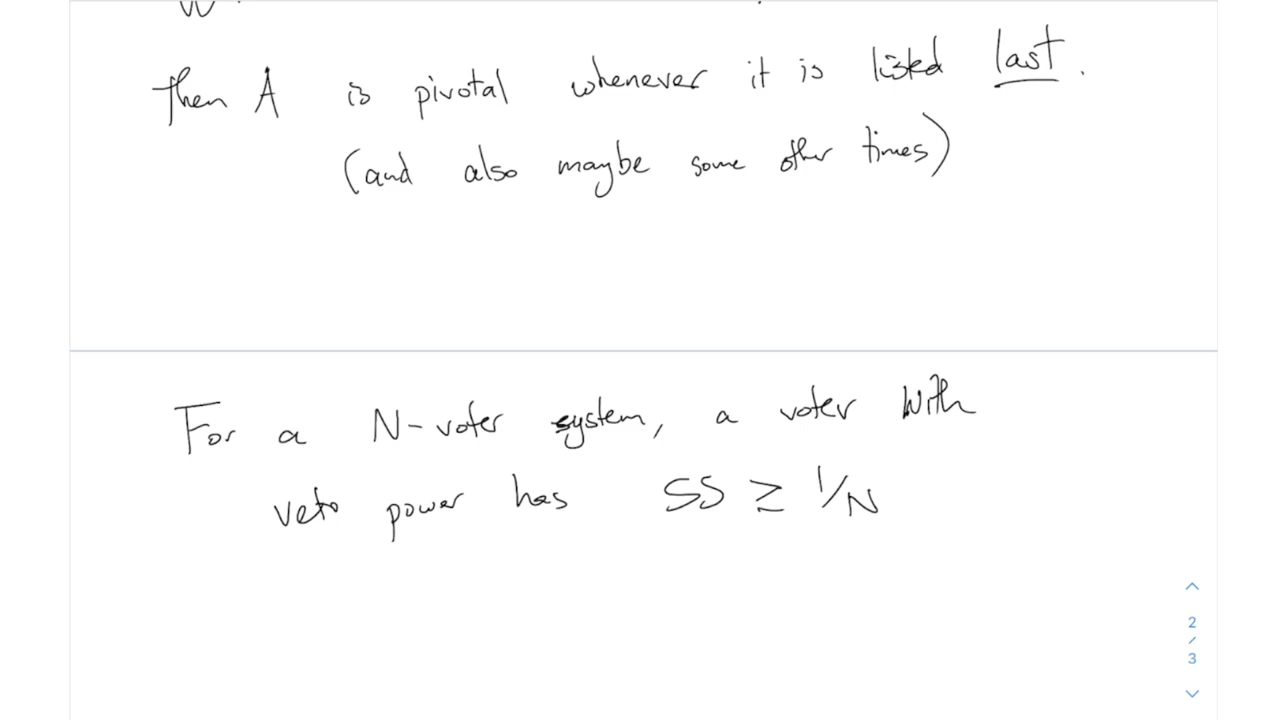 then A is pivotal whenever it is listed last.
(and also maybe some other times)
For a N-voter system, a voter with
veto power has SS ≥ 1/N
2
/
3